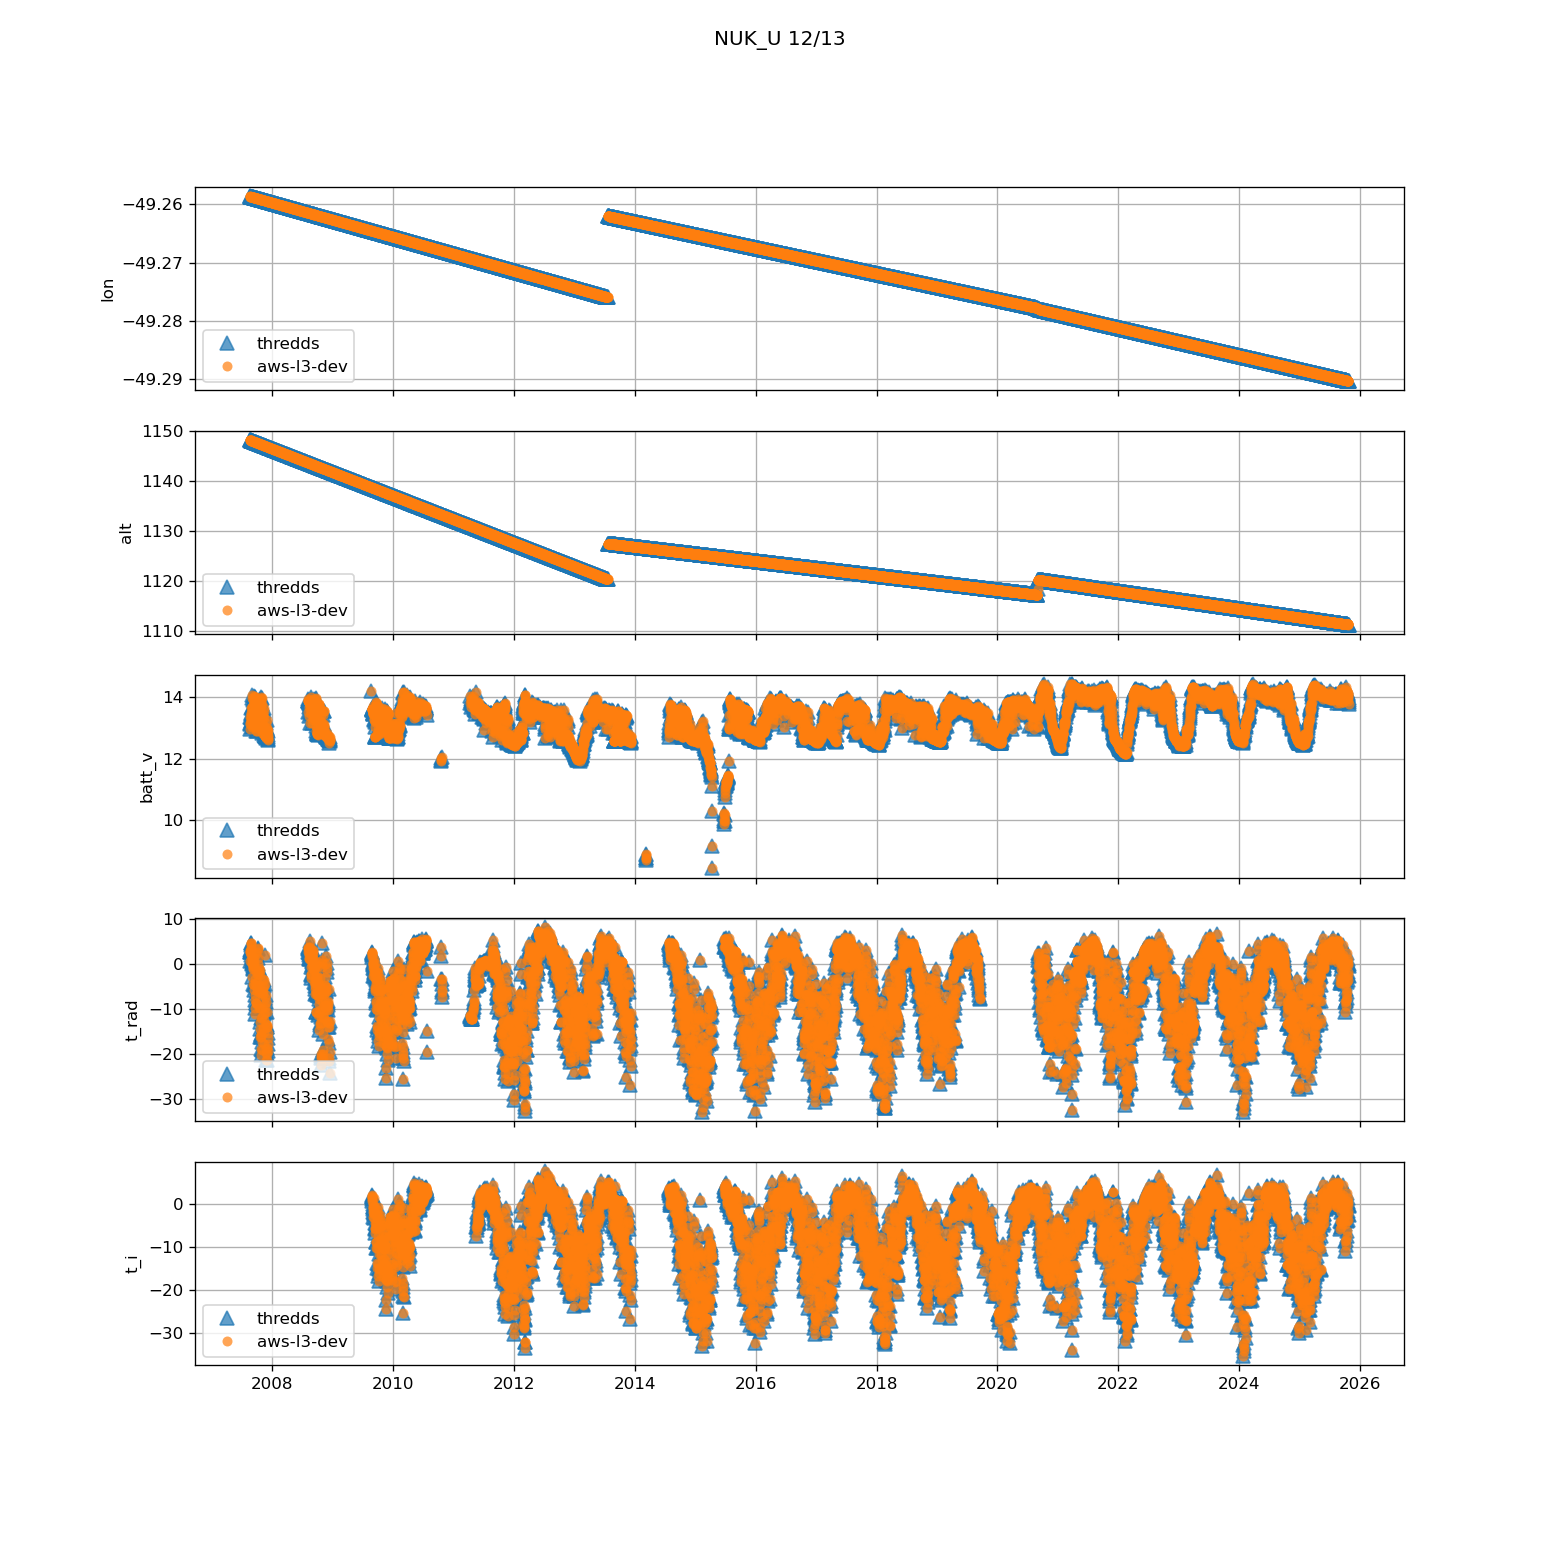 NUK_U 12/13
−49.26
−49.27
−49.28
−49.29
lon
thredds
aws-l3-dev
1150
1140
1130
1120
1110
alt
thredds
aws-l3-dev
14
12
10
batt_v
thredds
aws-l3-dev
10
0
−10
−20
−30
t_rad
thredds
aws-l3-dev
0
−10
−20
−30
t_i
thredds
aws-l3-dev
2008 2010 2012 2014 2016 2018 2020 2022 2024 2026